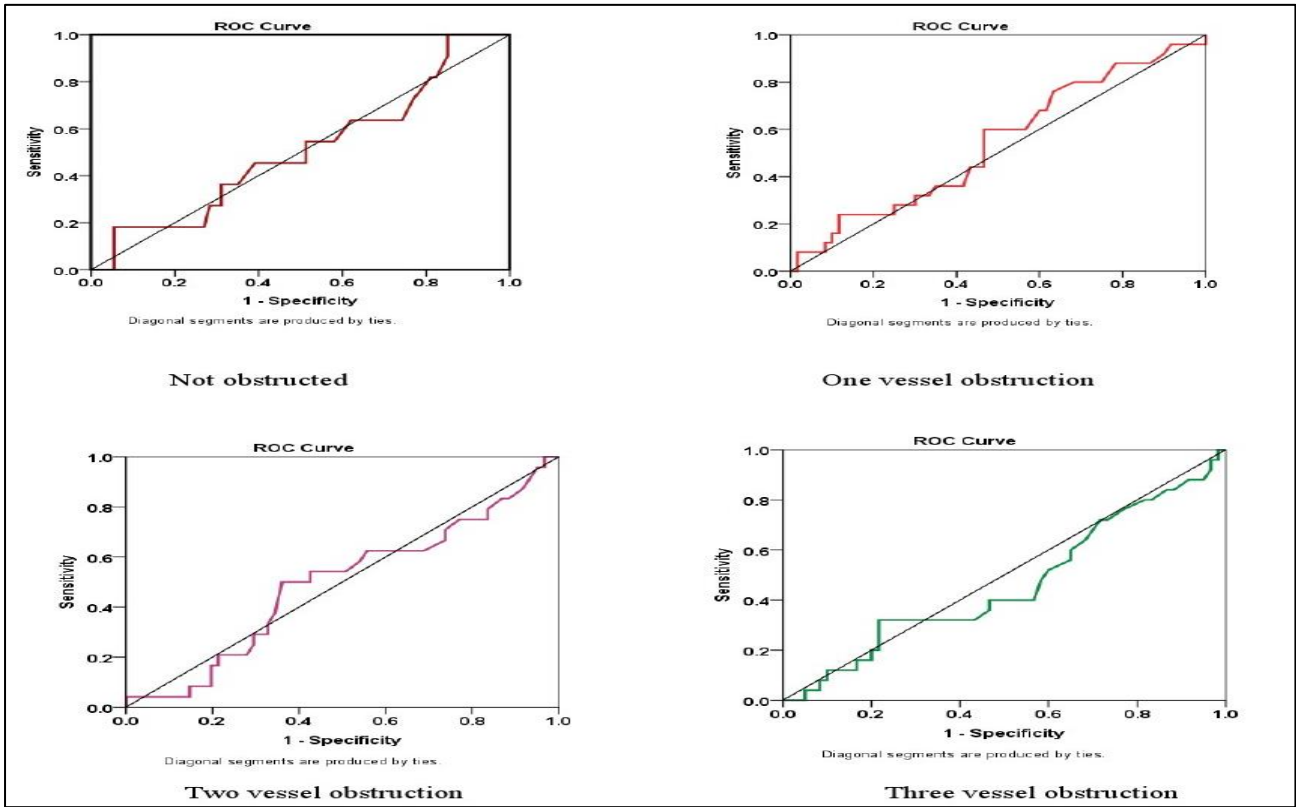 ROC Curve
1.0
0.8
0.6
0.4
0.2
0.0
Sensitivity
0.0 0.2 0.4 0.6 0.8 1.0
1 - Specificity
Diagonal segments are produced by ties.
Not obstructed
ROC Curve
1.0
0.8
0.6
0.4
0.2
0.0
Sensitivity
0.0 0.2 0.4 0.6 0.8 1.0
1 - Specificity
Diagonal segments are produced by ties.
One vessel obstruction
ROC Curve
1.0
0.8
0.6
0.4
0.2
0.0
Sensitivity
0.0 0.2 0.4 0.6 0.8 1.0
1 - Specificity
Diagonal segments are produced by ties.
Two vessel obstruction
ROC Curve
1.0
0.8
0.6
0.4
0.2
0.0
Sensitivity
0.0 0.2 0.4 0.6 0.8 1.0
1 - Specificity
Diagonal segments are produced by ties.
Three vessel obstruction